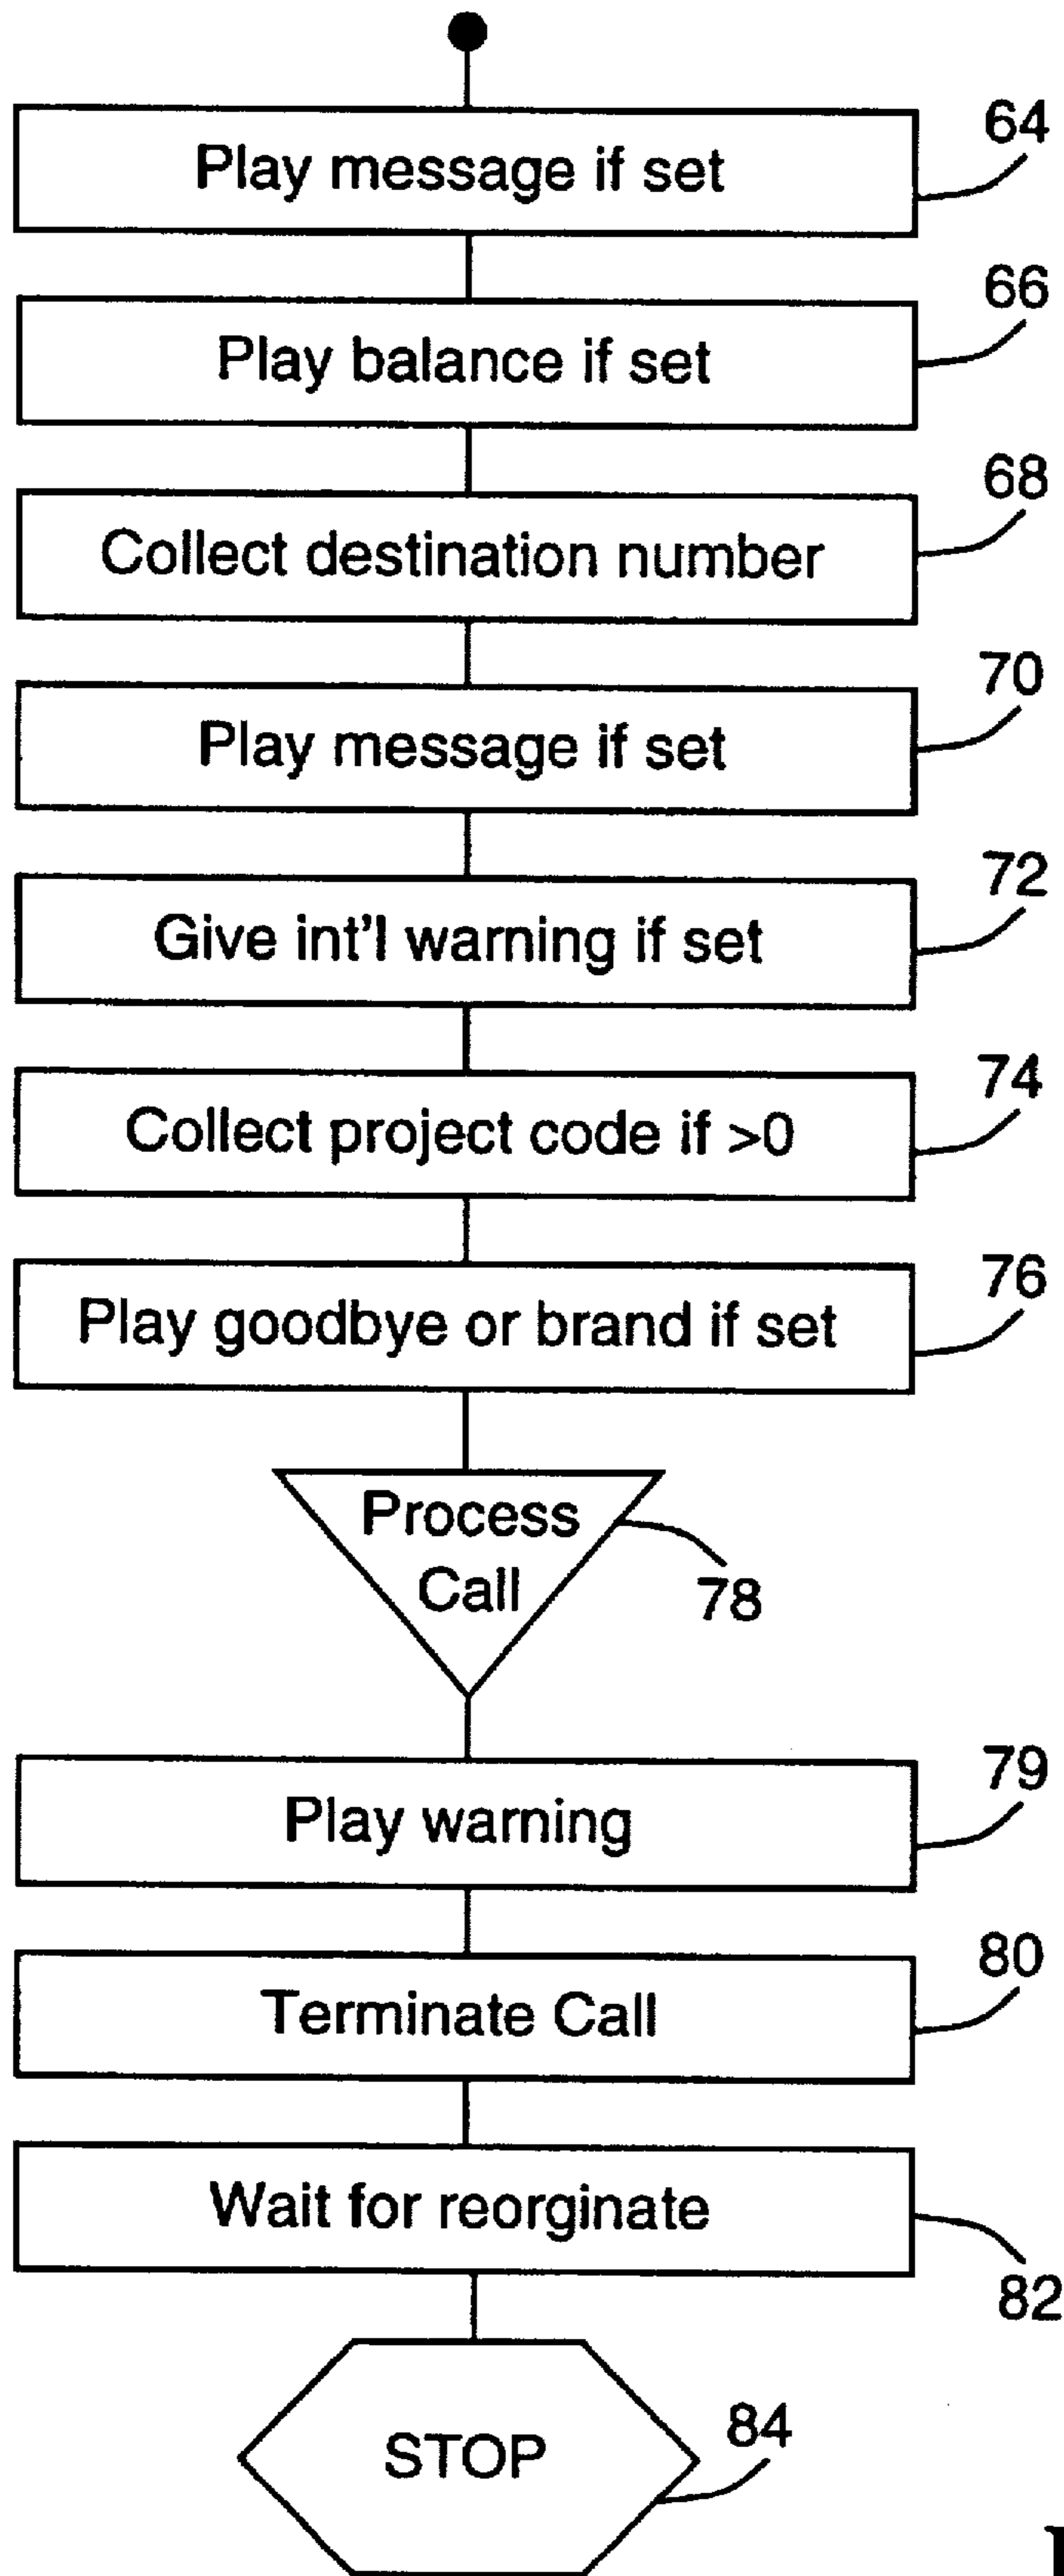 64
Play message if set
66
Play balance if set
68
Collect destination number
70
Play message if set
72
Give int'l warning if set
74
Collect project code if >0
76
Play goodbye or brand if set
Process
Call
78
79
Play warning
80
Terminate Call
Wait for reorginate
82
STOP
84